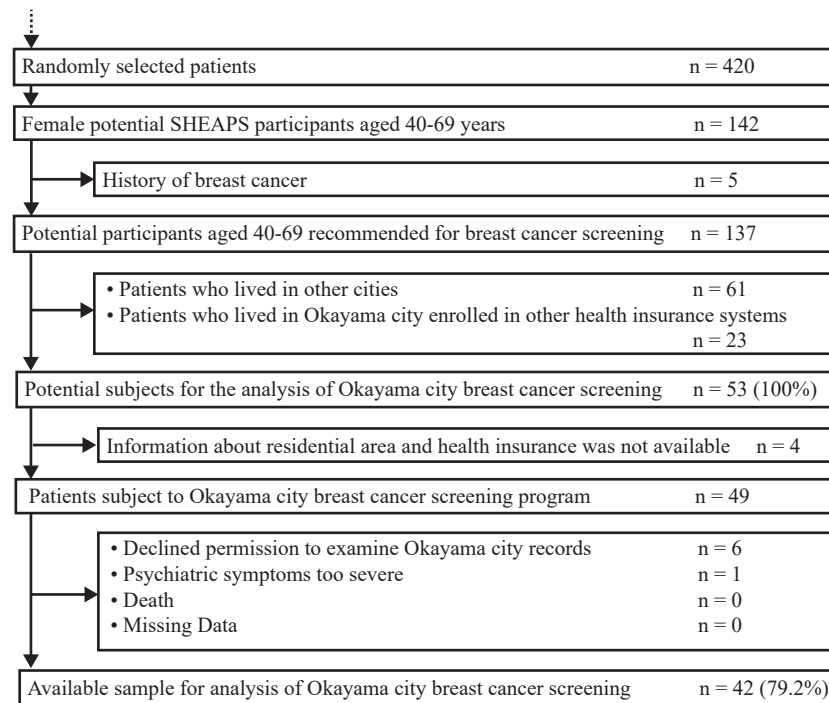 Randomly selected patients n = 420
Female potential SHEAPS participants aged 40-69 years n = 142
History of breast cancer n = 5
Potential participants aged 40-69 recommended for breast cancer screening n = 137
• Patients who lived in other cities n = 61
• Patients who lived in Okayama city enrolled in other health insurance systems
n = 23
Potential subjects for the analysis of Okayama city breast cancer screening n = 53 (100%)
Information about residential area and health insurance was not available n = 4
Patients subject to Okayama city breast cancer screening program n = 49
• Declined permission to examine Okayama city records n = 6
• Psychiatric symptoms too severe n = 1
• Death n = 0
• Missing Data n = 0
Available sample for analysis of Okayama city breast cancer screening n = 42 (79.2%)